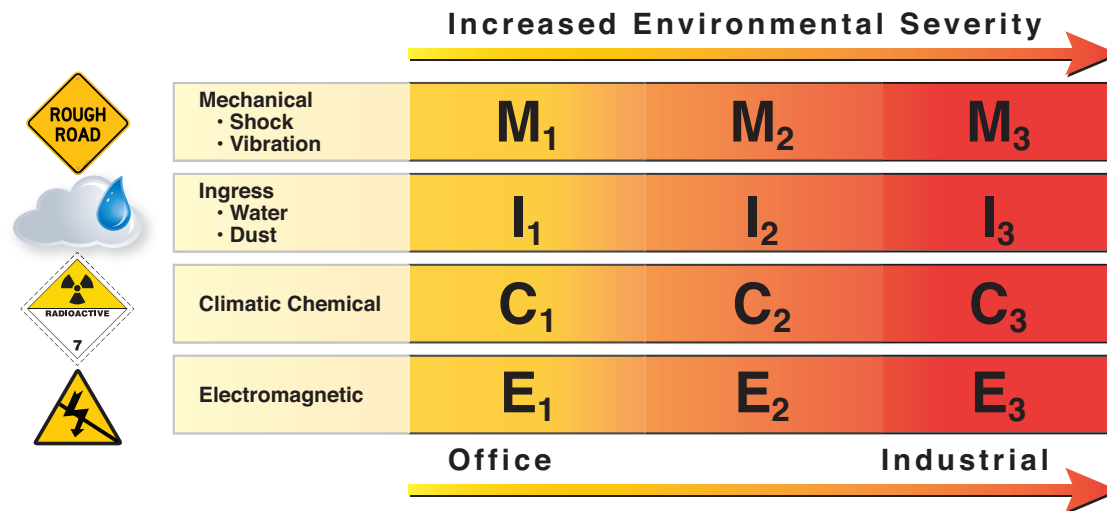 Increased Environmental Severity
ROUGH
ROAD
Mechanical
• Shock
• Vibration
M₁
M₂
M₃
Ingress
• Water
• Dust
I₁
I₂
I₃
RADIOACTIVE
7
Climatic Chemical
C₁
C₂
C₃
Electromagnetic
E₁
E₂
E₃
Office
Industrial